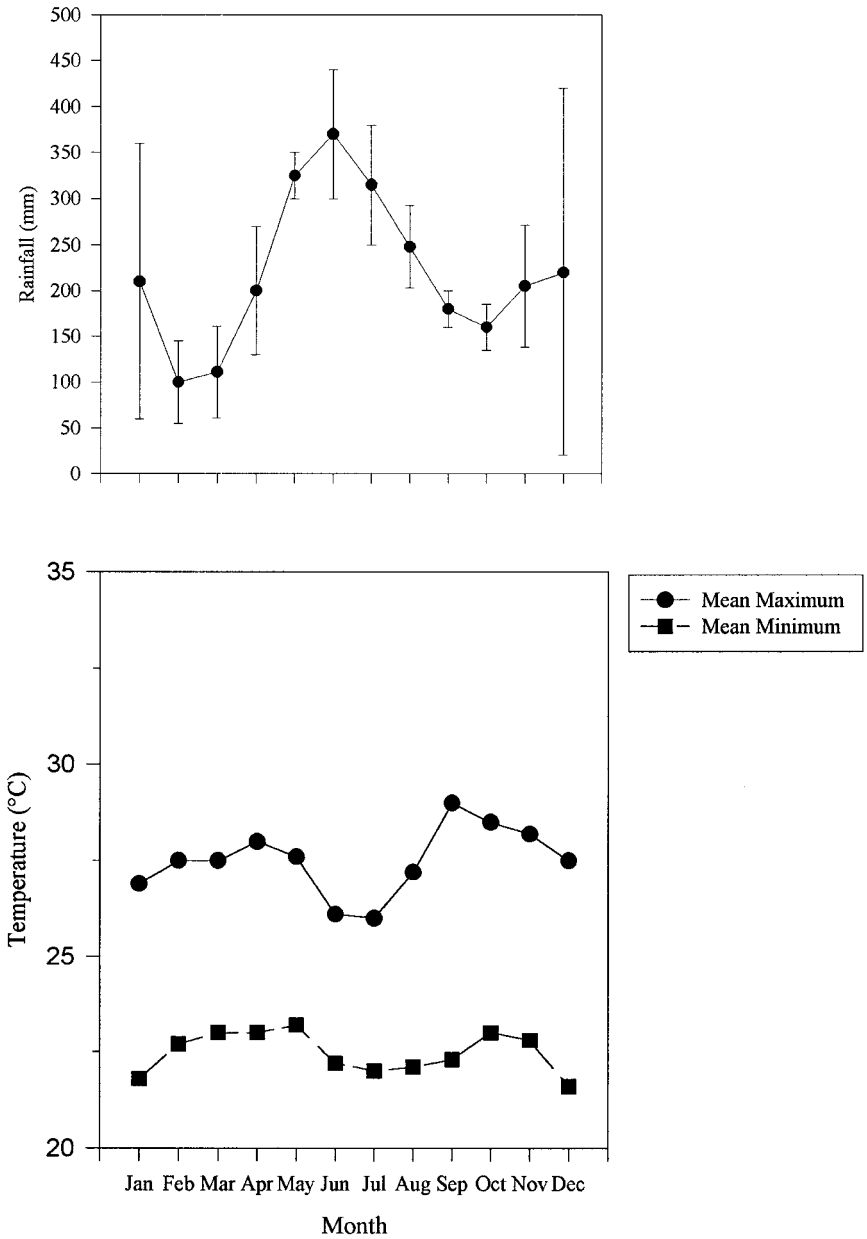 500
450
400
350
300
250
200
150
100
50
0
Rainfall (mm)
35
30
25
20
Temperature (°C)
Mean Maximum
Mean Minimum
Jan Feb Mar Apr May Jun Jul Aug Sep Oct Nov Dec
Month